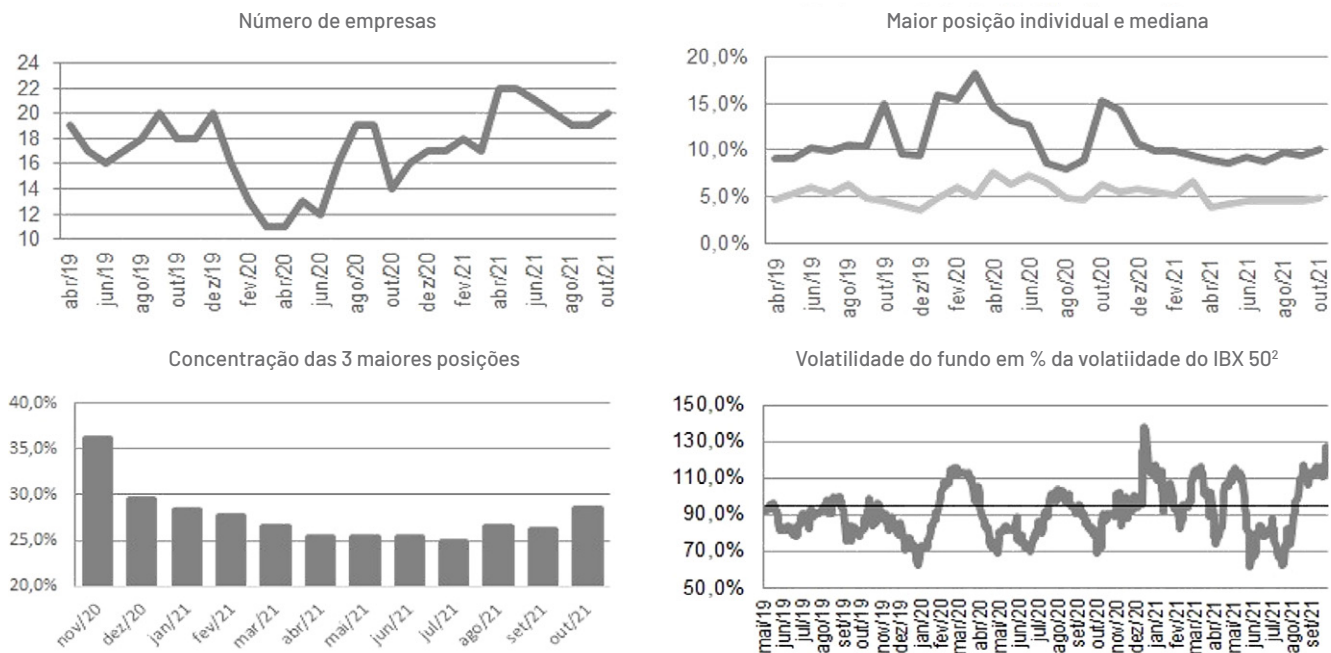 Número de empresas
24
22
20
18
16
14
12
10
abr/19
jun/19
ago/19
out/19
dez/19
fev/20
abr/20
jun/20
ago/20
out/20
dez/20
fev/21
abr/21
jun/21
ago/21
out/21
Maior posição individual e mediana
20,0%
15,0%
10,0%
5,0%
0,0%
abr/19
jun/19
ago/19
out/19
dez/19
fev/20
abr/20
jun/20
ago/20
out/20
dez/20
fev/21
abr/21
jun/21
ago/21
out/21
Concentração das 3 maiores posições
40,0%
35,0%
30,0%
25,0%
20,0%
nov/20
dez/20
jan/21
fev/21
mar/21
abr/21
mai/21
jun/21
jul/21
ago/21
set/21
out/21
Volatilidade do fundo em % da volatiidade do IBX 50²
150,0%
130,0%
110,0%
90,0%
70,0%
50,0%
mai/19
jun/19
jul/19
ago/19
set/19
out/19
nov/19
dez/19
jan/20
fev/20
mar/20
abr/20
mai/20
jun/20
jul/20
ago/20
set/20
out/20
nov/20
dez/20
jan/21
fev/21
mar/21
abr/21
mai/21
jun/21
jul/21
ago/21
set/21